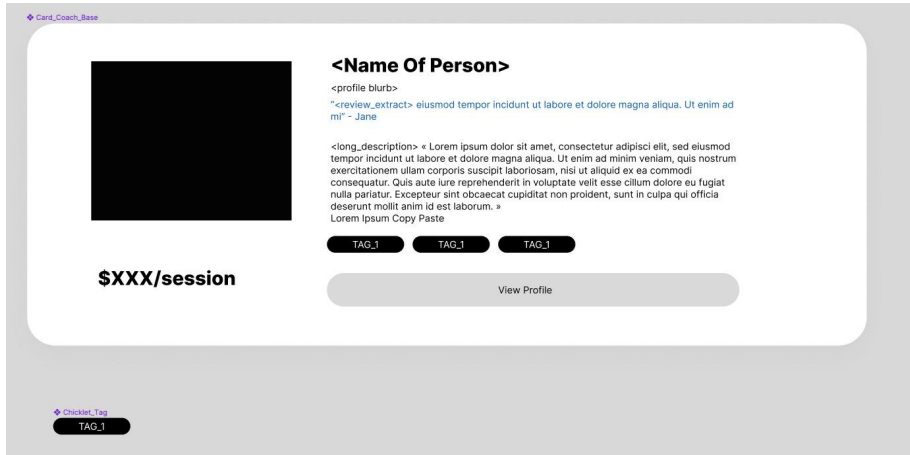 Card_Coach_Base
<Name Of Person>
<profile blurb>
"<review_extract> eiusmod tempor incidunt ut labore et dolore magna aliqua. Ut enim ad
mi" - Jane
<long_description> « Lorem ipsum dolor sit amet, consectetur adipisci elit, sed eiusmod
tempor incidunt ut labore et dolore magna aliqua. Ut enim ad minim veniam, quis nostrum
exercitationem ullam corporis suscipit laboriosam, nisi ut aliquid ex ea commodi
consequatur. Quis aute iure reprehenderit in voluptate velit esse cillum dolore eu fugiat
nulla pariatur. Excepteur sint obcaecat cupiditat non proident, sunt in culpa qui officia
deserunt mollit anim id est laborum. »
Lorem Ipsum Copy Paste
TAG_1 TAG_1 TAG_1
$XXX/session
View Profile
Chicklet_Tag
TAG_1